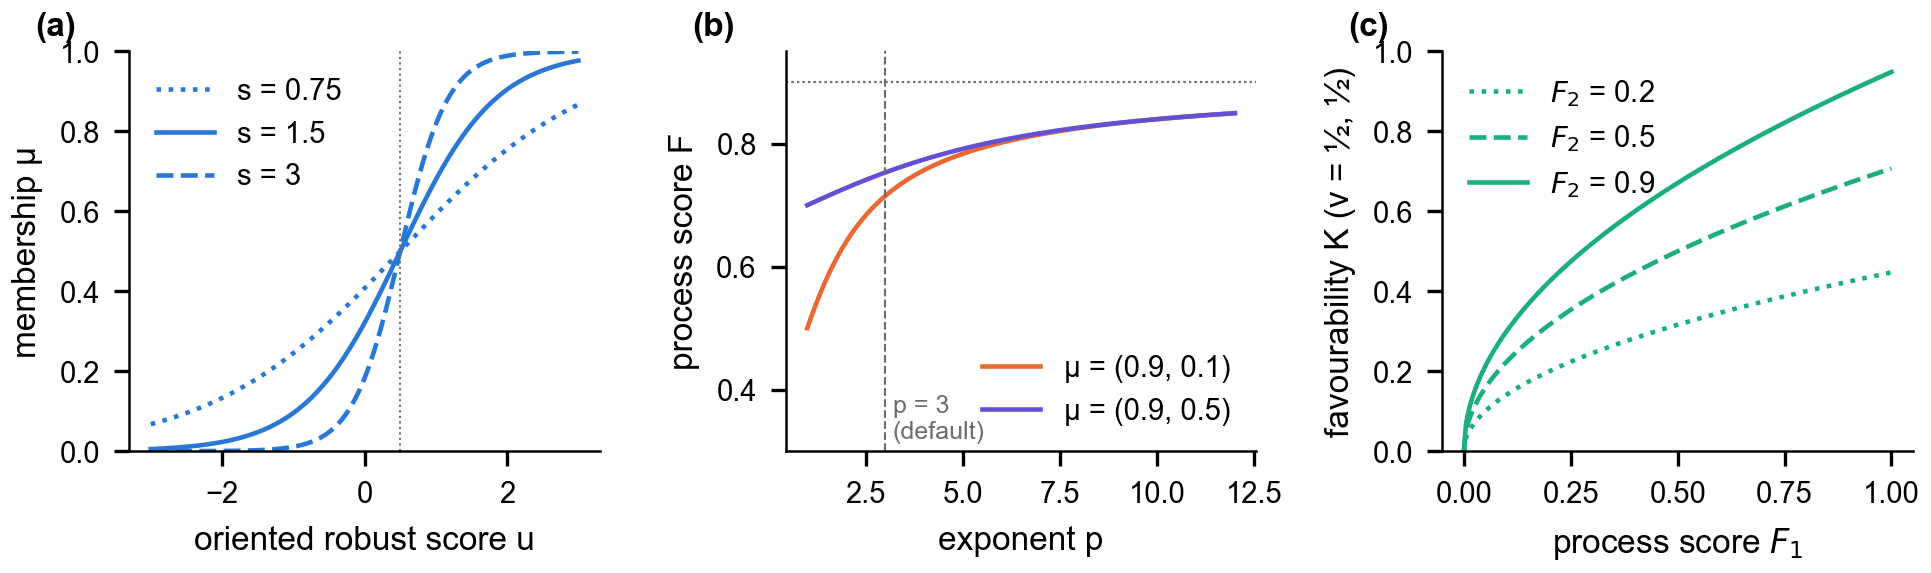 (a)
1.0
0.8
0.6
0.4
0.2
0.0
membership μ
s = 0.75
s = 1.5
s = 3
−2
0
2
oriented robust score u
(b)
0.8
0.6
0.4
process score F
p = 3
(default)
μ = (0.9, 0.1)
μ = (0.9, 0.5)
2.5
5.0
7.5
10.0
12.5
exponent p
(c)
1.0
0.8
0.6
0.4
0.2
0.0
favourability K (v = ½, ½)
F₂ = 0.2
F₂ = 0.5
F₂ = 0.9
0.00
0.25
0.50
0.75
1.00
process score F₁